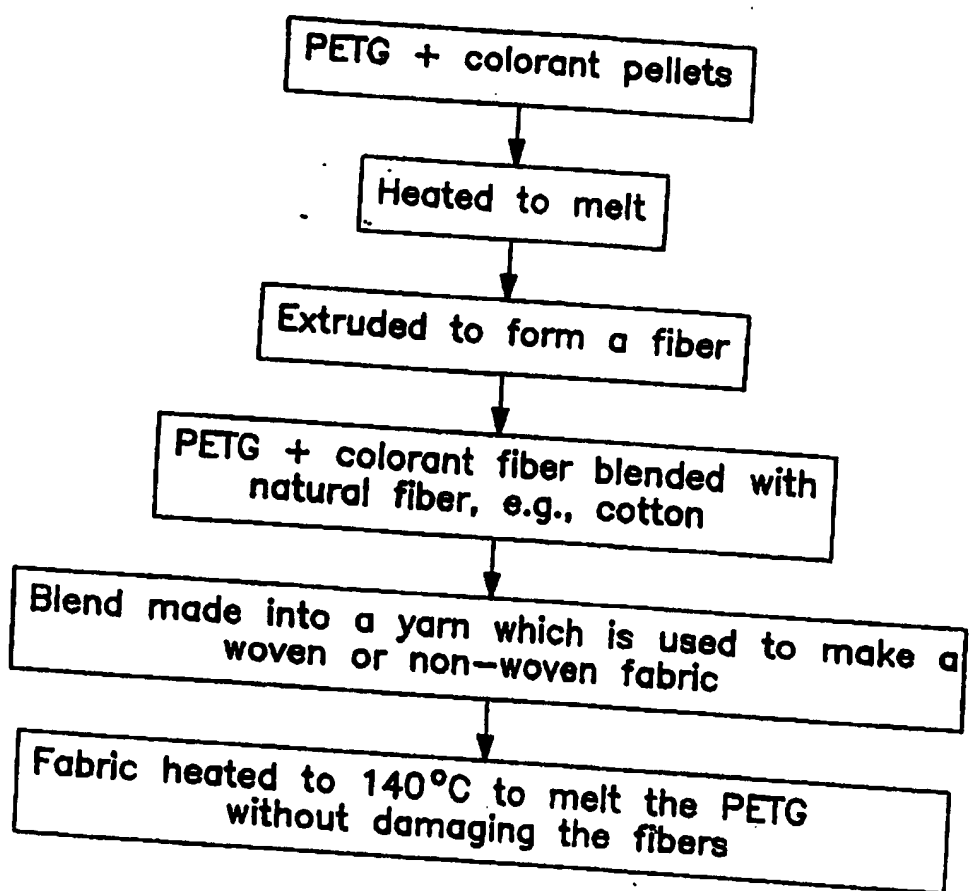 PETG + colorant pellets
Heated to melt
Extruded to form a fiber
PETG + colorant fiber blended with
natural fiber, e.g., cotton
Blend made into a yarn which is used to make a
woven or non-woven fabric
Fabric heated to 140°C to melt the PETG
without damaging the fibers